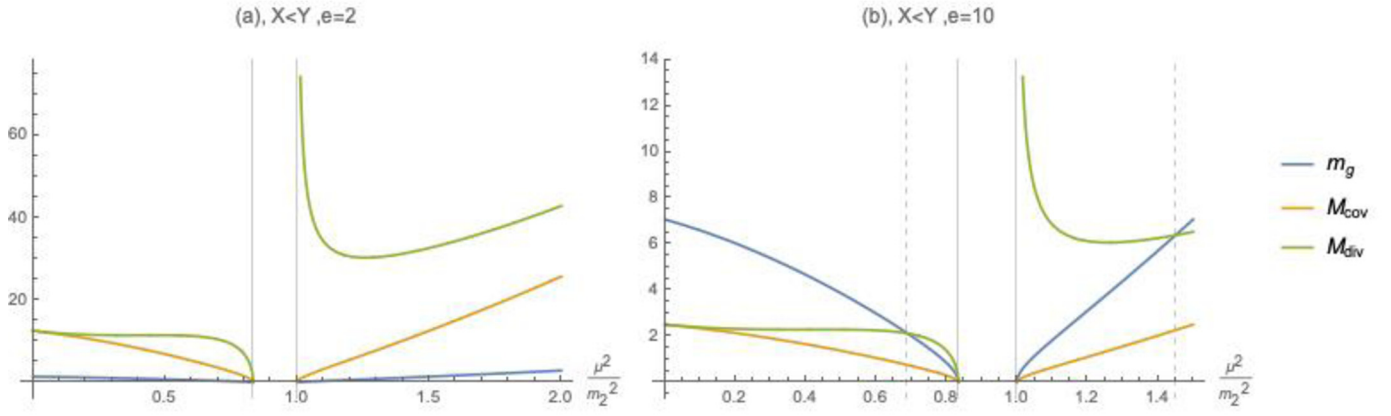 (a), X<Y ,e=2
60
40
20
0.5
1.0
1.5
2.0
μ²
m₂²
(b), X<Y ,e=10
14
12
10
8
6
4
2
0.2
0.4
0.6
0.8
1.0
1.2
1.4
μ²
m₂²
m_g
M_cov
M_div